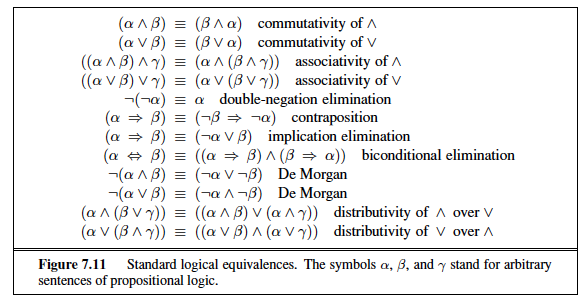 (α ∧ β) ≡ (β ∧ α) commutativity of ∧
(α ∨ β) ≡ (β ∨ α) commutativity of ∨
((α ∧ β) ∧ γ) ≡ (α ∧ (β ∧ γ)) associativity of ∧
((α ∨ β) ∨ γ) ≡ (α ∨ (β ∨ γ)) associativity of ∨
¬(¬α) ≡ α double-negation elimination
(α ⇒ β) ≡ (¬β ⇒ ¬α) contraposition
(α ⇒ β) ≡ (¬α ∨ β) implication elimination
(α ⇔ β) ≡ ((α ⇒ β) ∧ (β ⇒ α)) biconditional elimination
¬(α ∧ β) ≡ (¬α ∨ ¬β) De Morgan
¬(α ∨ β) ≡ (¬α ∧ ¬β) De Morgan
(α ∧ (β ∨ γ)) ≡ ((α ∧ β) ∨ (α ∧ γ)) distributivity of ∧ over ∨
(α ∨ (β ∧ γ)) ≡ ((α ∨ β) ∧ (α ∨ γ)) distributivity of ∨ over ∧
Figure 7.11 Standard logical equivalences. The symbols α, β, and γ stand for arbitrary
sentences of propositional logic.